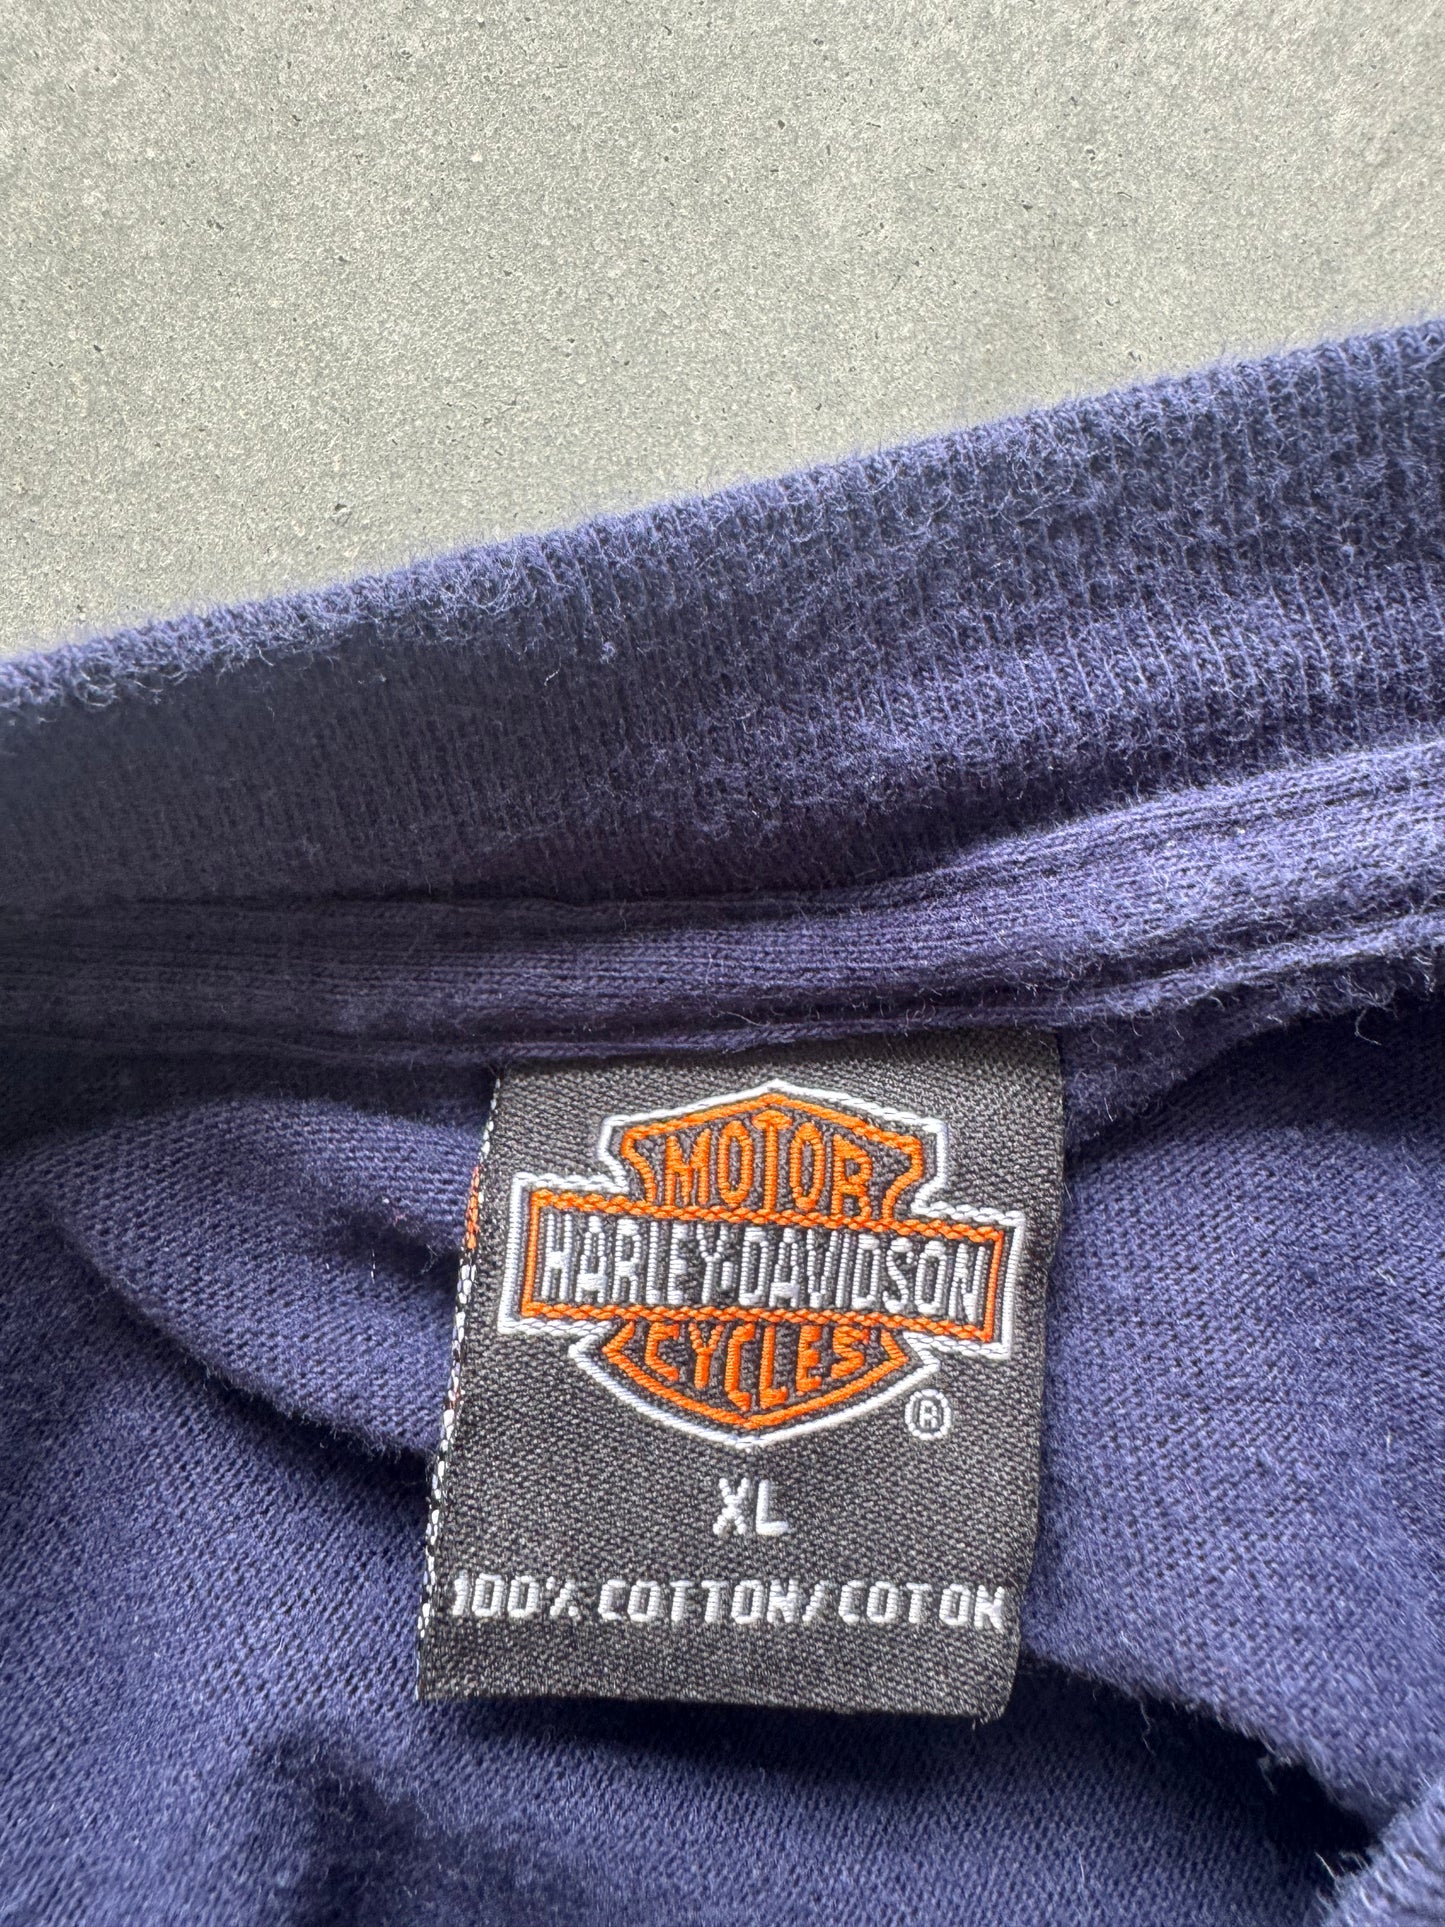 MOTOR
HARLEY-DAVIDSON
CYCLES
®
XL
100% COTTON/COTON